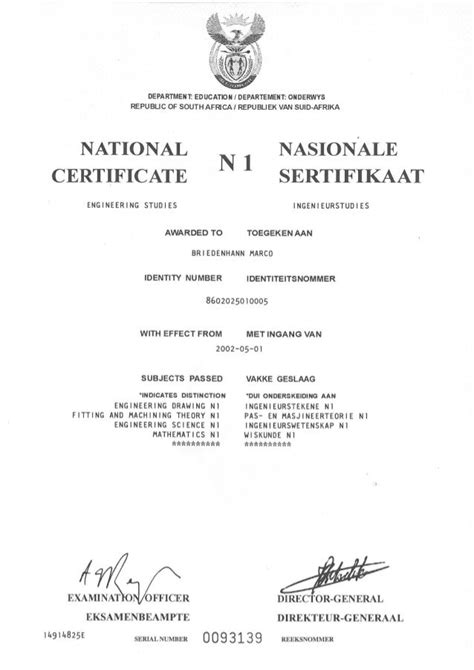 DEPARTMENT: EDUCATION / DEPARTEMENT: ONDERWYS
REPUBLIC OF SOUTH AFRICA / REPUBLIEK VAN SUID-AFRIKA
NATIONAL CERTIFICATE N 1 NASIONALE SERTIFIKAAT
ENGINEERING STUDIES INGENIEURSTUDIES
AWARDED TO TOEGEKEN AAN
BRIEDENHANN MARCO
IDENTITY NUMBER IDENTITEITSNOMMER
8602025010005
WITH EFFECT FROM MET INGANG VAN
2002-05-01
SUBJECTS PASSED VAKKE GESLAAG
*INDICATES DISTINCTION *DUI ONDERSKEIDING AAN
ENGINEERING DRAWING N1 INGENIEURSTEKENE N1
FITTING AND MACHINING THEORY N1 PAS- EN MASJINEERTEORIE N1
ENGINEERING SCIENCE N1 INGENIEURSWETENSKAP N1
MATHEMATICS N1 WISKUNDE N1
********** **********
EXAMINATION OFFICER DIRECTOR-GENERAL
EKSAMENBEAMPTE DIREKTEUR-GENERAAL
14914825E SERIAL NUMBER 0093139 REEKSNOMMER